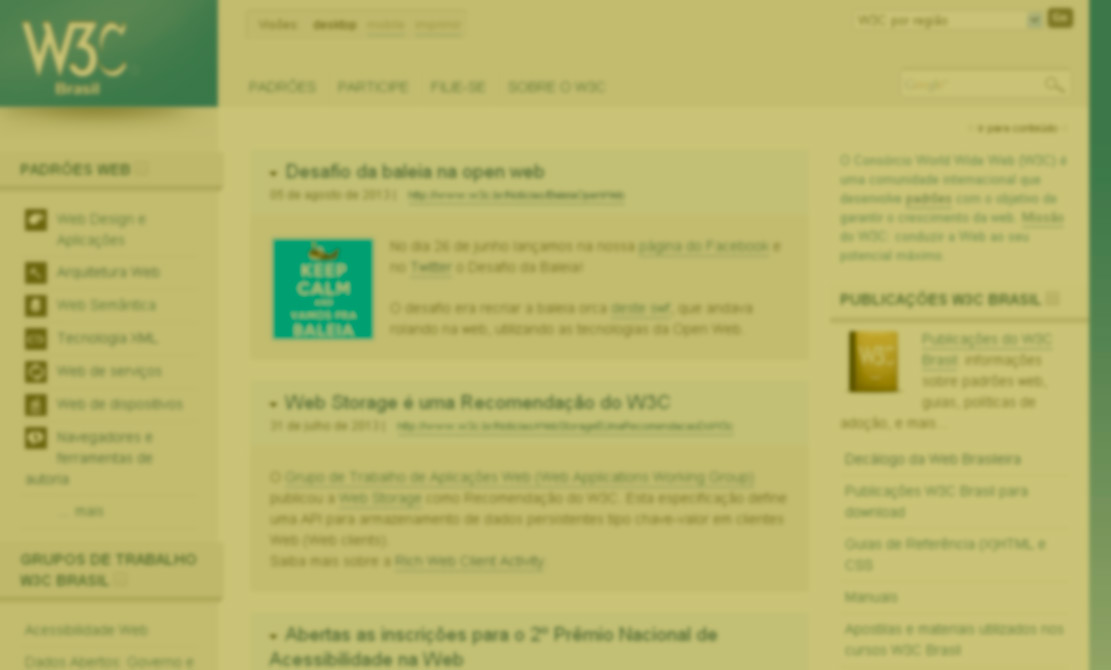 W3C
Brasil
Visões: desktop mobile imprimir
W3C por região
Go
PADRÕES PARTICIPE FILIE-SE SOBRE O W3C
Google
Ir para conteúdo
PADRÕES WEB
Web Design e
Aplicações
Arquitetura Web
Web Semântica
Tecnologia XML
Web de serviços
Web de dispositivos
Navegadores e
ferramentas de
autoria
... mais
GRUPOS DE TRABALHO
W3C BRASIL
Acessibilidade Web
Dados Abertos: Governo e
Desafio da baleia na open web
05 de agosto de 2013 | http://www.w3c.br/Noticias/BaleiaOpenWeb
KEEP
CALM
AND
VAMOS PRA
BALEIA
No dia 26 de junho lançamos na nossa página do Facebook e
no Twitter o Desafio da Baleia!
O desafio era recriar a baleia orca deste swf, que andava
rolando na web, utilizando as tecnologias da Open Web.
Web Storage é uma Recomendação do W3C
31 de julho de 2013 |
O Grupo de Trabalho de Aplicações Web (Web Applications Working Group)
publicou a Web Storage como Recomendação do W3C. Esta especificação define
uma API para armazenamento de dados persistentes tipo chave-valor em clientes
Web (Web clients).
Saiba mais sobre a Rich Web Client Activity.
Abertas as inscrições para o 2º Prêmio Nacional de
Acessibilidade na Web
O Consórcio World Wide Web (W3C) é
uma comunidade internacional que
desenvolve padrões com o objetivo de
garantir o crescimento da web. Missão
do W3C: conduzir a Web ao seu
potencial máximo.
PUBLICAÇÕES W3C BRASIL
W3C
Publicações do W3C
Brasil: informações
sobre padrões web,
guias, políticas de
adoção, e mais...
Decálogo da Web Brasileira
Publicações W3C Brasil para
download
Guias de Referência (X)HTML e
CSS
Manuais
Apostilas e materiais utilizados nos
cursos W3C Brasil